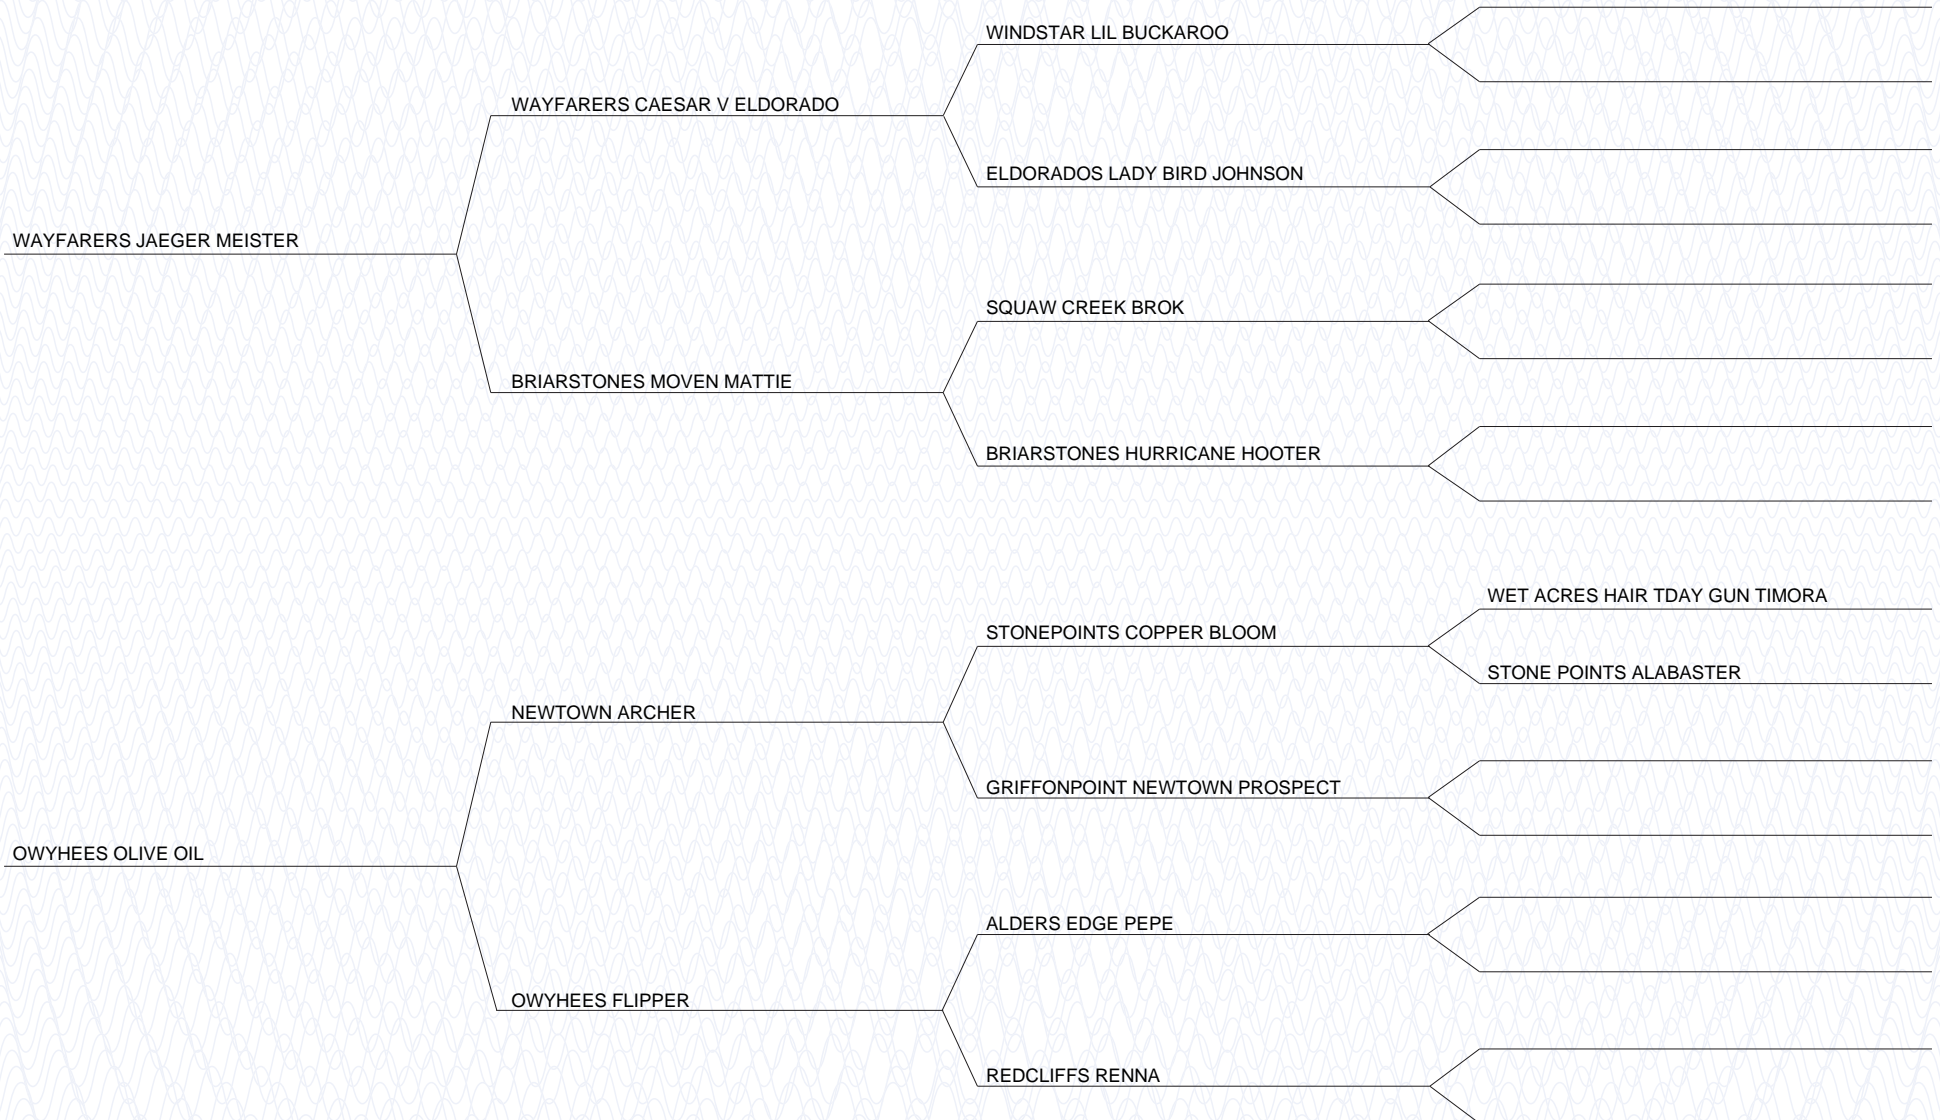 WINDSTAR LIL BUCKAROO
WAYFARERS CAESAR V ELDORADO
ELDORADOS LADY BIRD JOHNSON
WAYFARERS JAEGER MEISTER
SQUAW CREEK BROK
BRIARSTONES MOVEN MATTIE
BRIARSTONES HURRICANE HOOTER
WET ACRES HAIR TDAY GUN TIMORA
STONEPOINTS COPPER BLOOM
STONE POINTS ALABASTER
NEWTOWN ARCHER
GRIFFONPOINT NEWTOWN PROSPECT
OWYHEES OLIVE OIL
ALDERS EDGE PEPE
OWYHEES FLIPPER
REDCLIFFS RENNA